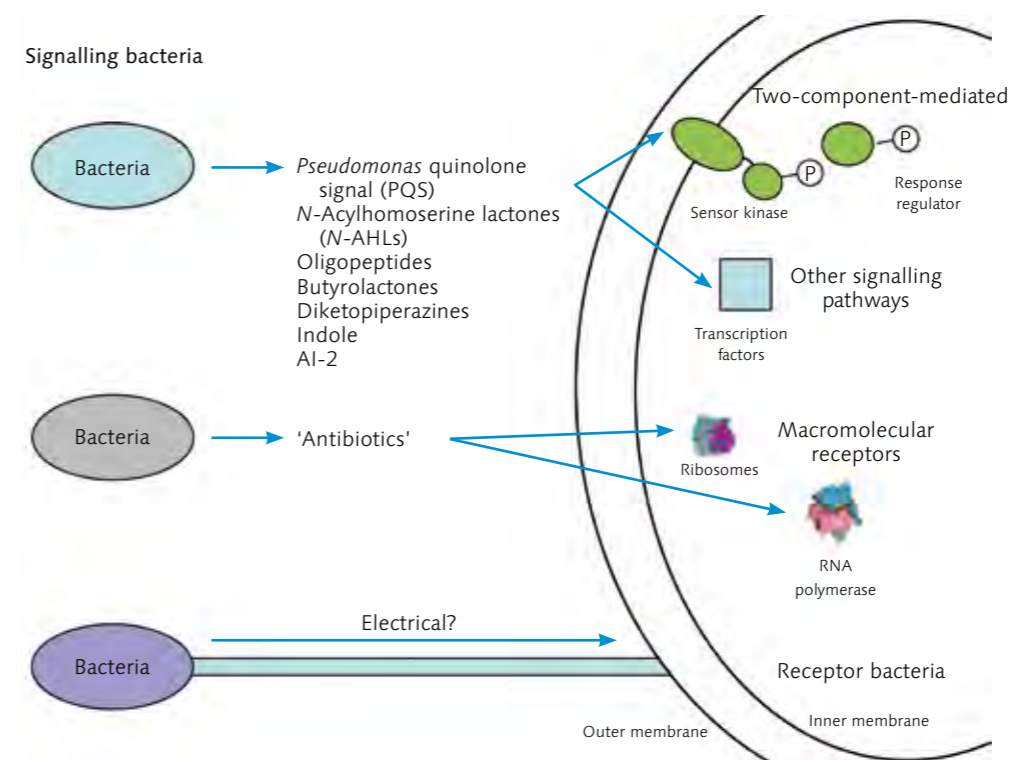 Signalling bacteria
Two-component-mediated
Bacteria
Pseudomonas quinolone
signal (PQS)
N-Acylhomoserine lactones
(N-AHLs)
Oligopeptides
Butyrolactones
Diketopiperazines
Indole
AI-2
P
P
Sensor kinase
Response
regulator
Other signalling
pathways
Transcription
factors
Bacteria
'Antibiotics'
Macromolecular
receptors
Ribosomes
RNA
polymerase
Electrical?
Bacteria
Receptor bacteria
Outer membrane
Inner membrane